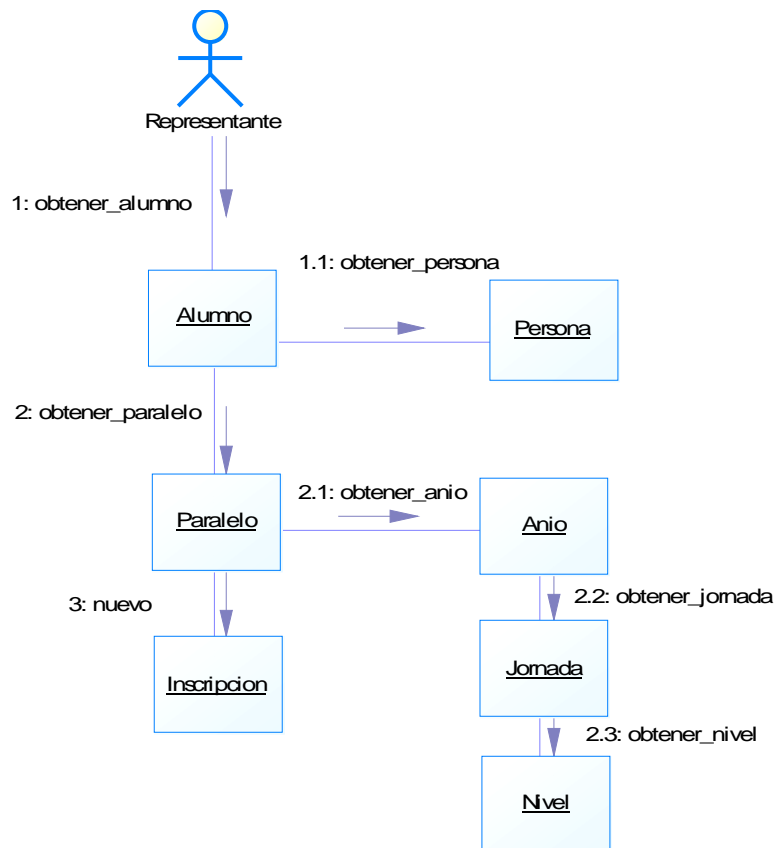 Representante
1: obtener_alumno
1.1: obtener_persona
Alumno
Persona
2: obtener_paralelo
2.1: obtener_anio
Paralelo
Anio
3: nuevo
2.2: obtener_jornada
Inscripcion
Jornada
2.3: obtener_nivel
Nivel